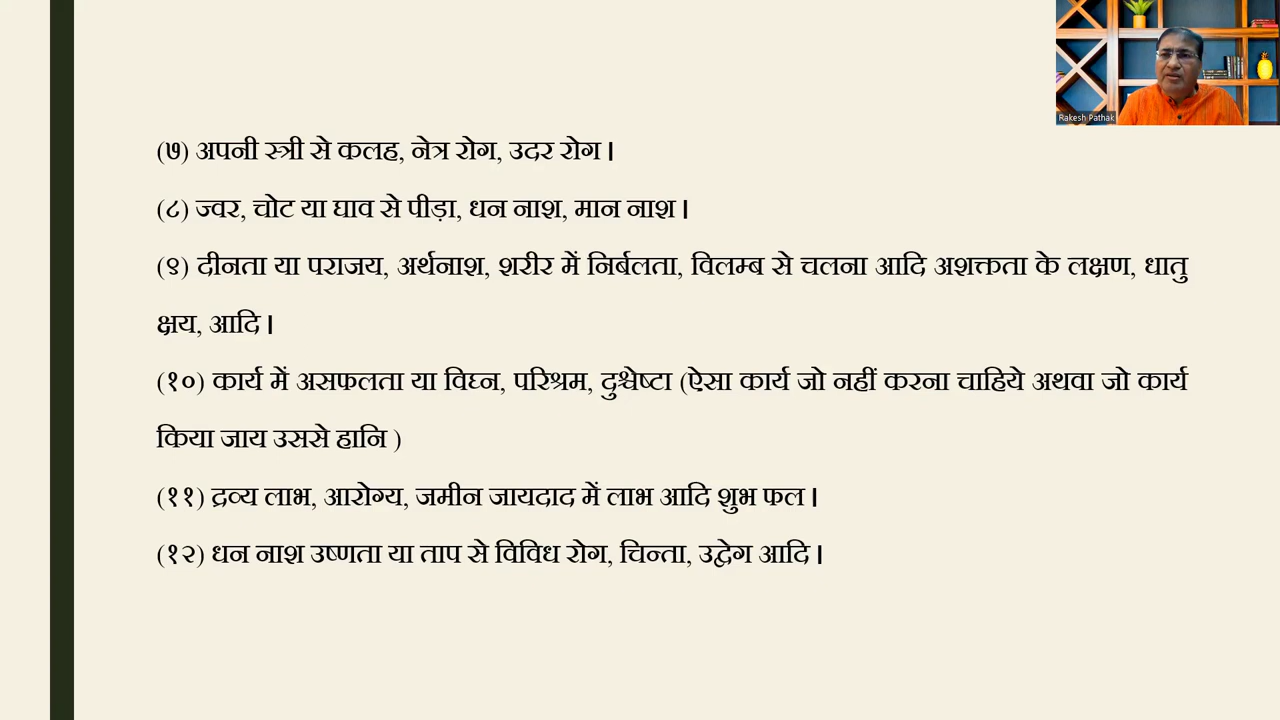 Rakesh Pathak
(७) अपनी स्त्री से कलह, नेत्र रोग, उदर रोग ।
(८) ज्वर, चोट या घाव से पीड़ा, धन नाश, मान नाश ।
(९) दीनता या पराजय, अर्थनाश, शरीर में निर्बलता, विलम्ब से चलना आदि अशक्तता के लक्षण, धातु
क्षय, आदि ।
(१०) कार्य में असफलता या विघ्न, परिश्रम, दुश्चेष्टा (ऐसा कार्य जो नहीं करना चाहिये अथवा जो कार्य
किया जाय उससे हानि )
(११) द्रव्य लाभ, आरोग्य, जमीन जायदाद में लाभ आदि शुभ फल ।
(१२) धन नाश उष्णता या ताप से विविध रोग, चिन्ता, उद्वेग आदि ।